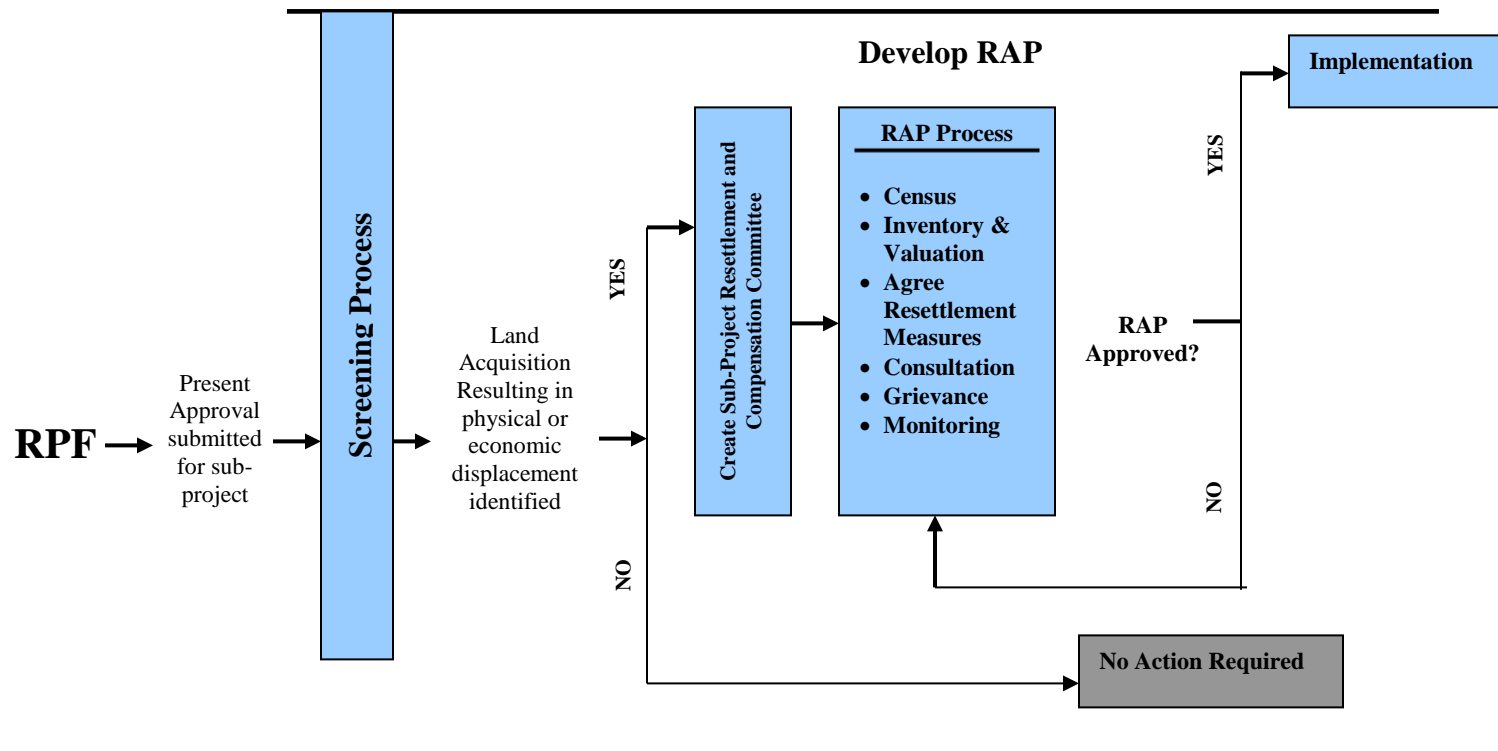 Develop RAP
Implementation
RPF
Present
Approval
submitted
for sub-
project
Screening Process
Land
Acquisition
Resulting in
physical or
economic
displacement
identified
YES
NO
Create Sub-Project Resettlement and
Compensation Committee
RAP Process
• Census
• Inventory &
Valuation
• Agree
Resettlement
Measures
• Consultation
• Grievance
• Monitoring
RAP
Approved?
YES
NO
No Action Required